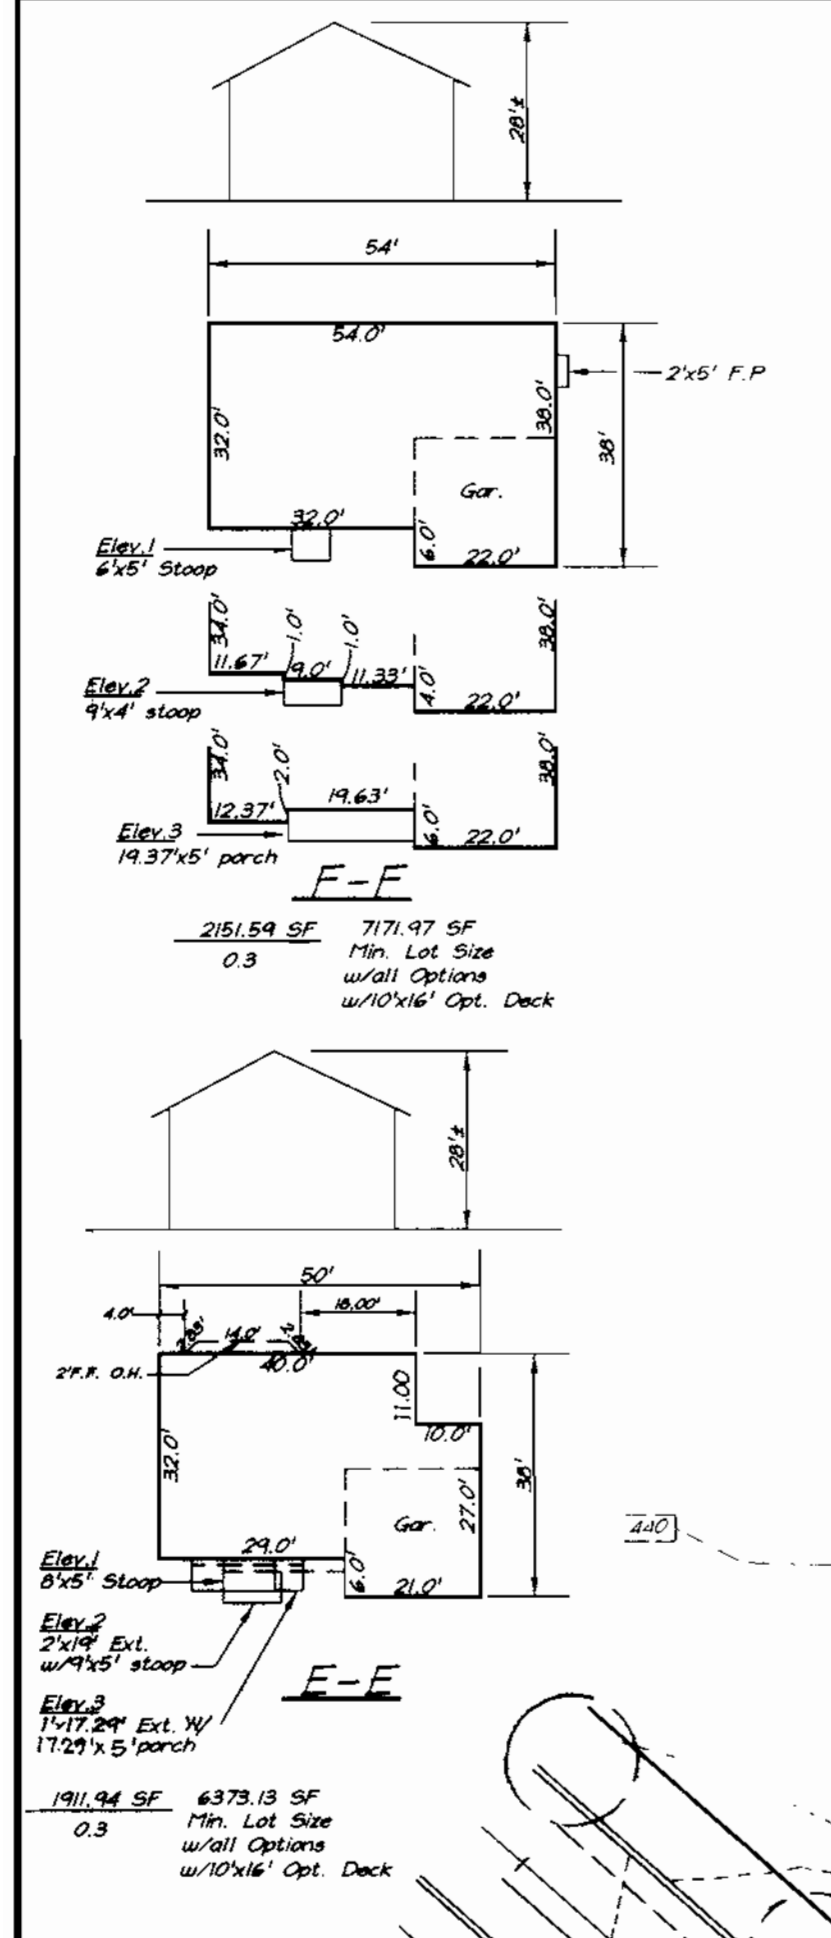 28'±
54'
54.0'
2'x5' F.P
32.0'
38.0'
38'
Gar.
32.0'
6.0'
22.0'
Elev.1
6'x5' Stoop
34.0'
1.0'
1.0'
38.0'
11.67'
9.0'
11.33'
4.0'
22.0'
Elev.2
9'x4' stoop
34.0'
2.0'
38.0'
12.37'
19.63'
6.0'
22.0'
Elev.3
19.37'x5' porch
F-F
2151.59 SF
0.3
7171.97 SF
Min. Lot Size
w/all Options
w/10'x16' Opt. Deck
28'±
50'
4.0'
18.00'
14.0'
40.0'
O.H.
11.00
10.0'
32.0'
38'
27.0'
Gar.
29.0'
6.0'
21.0'
440
Elev.1
8'x5' Stoop
Elev.2
2'x19' Ext.
w/9'x5' stoop
Elev.3
1'x17.29' Ext. W/
17.29'x5' porch
E-E
1911.94 SF
0.3
6373.13 SF
Min. Lot Size
w/all Options
w/10'x16' Opt. Deck